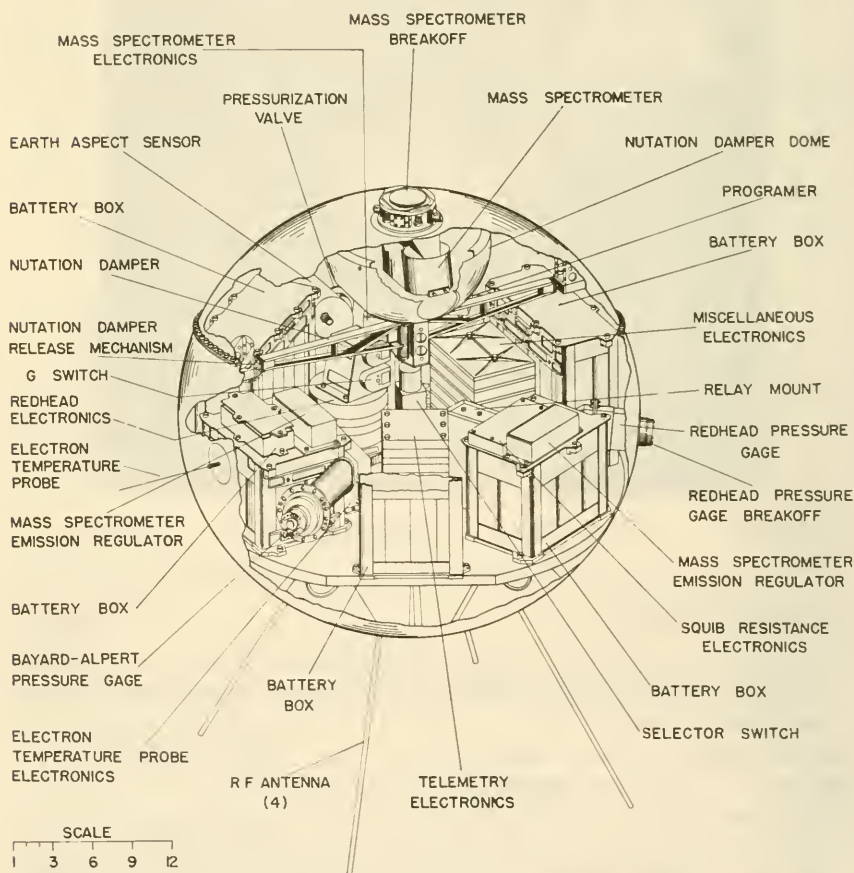 MASS SPECTROMETER
BREAKOFF
MASS SPECTROMETER
ELECTRONICS
PRESSURIZATION
VALVE
MASS SPECTROMETER
EARTH ASPECT SENSOR
NUTATION DAMPER DOME
BATTERY BOX
PROGRAMER
BATTERY BOX
NUTATION DAMPER
MISCELLANEOUS
ELECTRONICS
NUTATION DAMPER
RELEASE MECHANISM
G SWITCH
RELAY MOUNT
REDHEAD
ELECTRONICS
REDHEAD PRESSURE
GAGE
ELECTRON
TEMPERATURE
PROBE
REDHEAD PRESSURE
GAGE BREAKOFF
MASS SPECTROMETER
EMISSION REGULATOR
MASS SPECTROMETER
EMISSION REGULATOR
BATTERY BOX
SQUIB RESISTANCE
ELECTRONICS
BAYARD-ALPERT
PRESSURE GAGE
BATTERY
BOX
BATTERY BOX
ELECTRON
TEMPERATURE PROBE
ELECTRONICS
SELECTOR SWITCH
R F ANTENNA
(4)
TELEMETRY
ELECTRONICS
SCALE
1 3 6 9 12